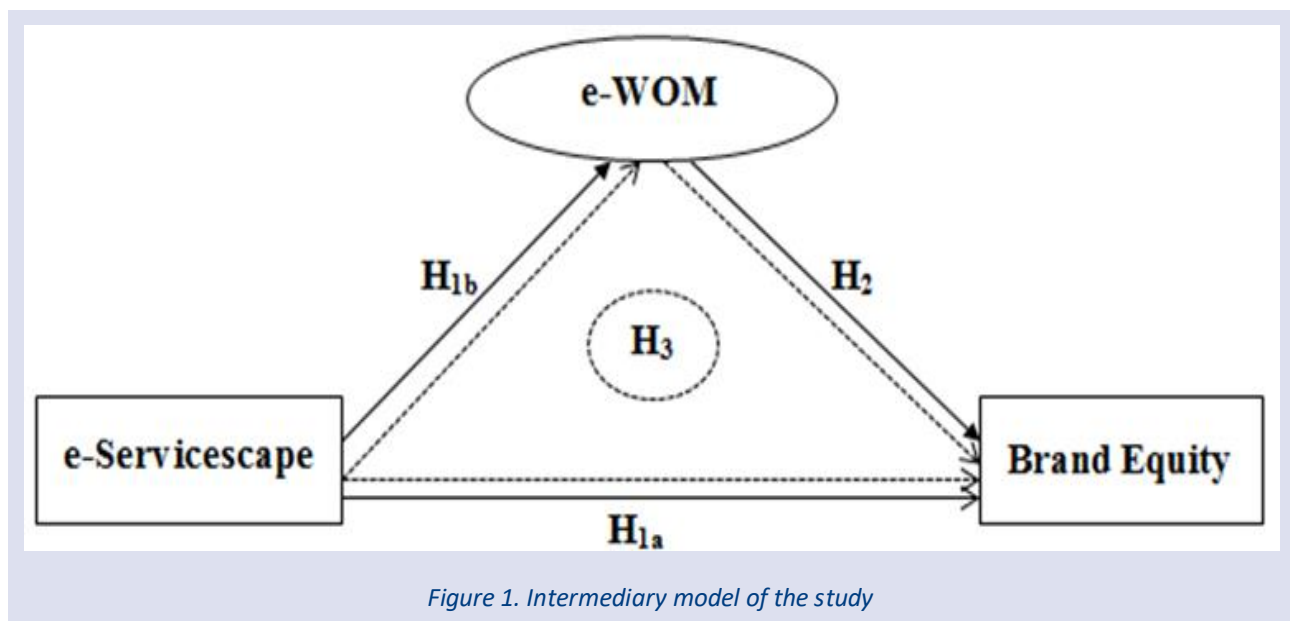 e-WOM
H1b
H2
H3
e-Servicescape
Brand Equity
H1a
Figure 1. Intermediary model of the study